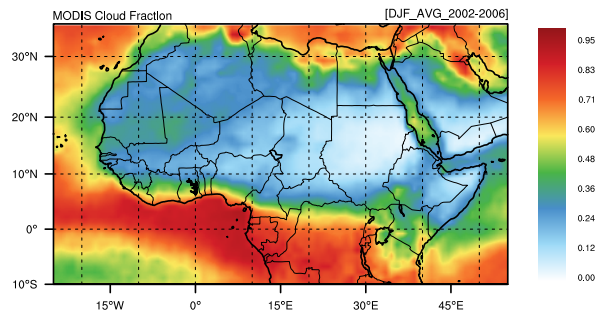 MODIS Cloud Fraction
[DJF_AVG_2002-2006]
30°N
20°N
10°N
0°
10°S
15°W
0°
15°E
30°E
45°E
0.95
0.83
0.71
0.60
0.48
0.36
0.24
0.12
0.00